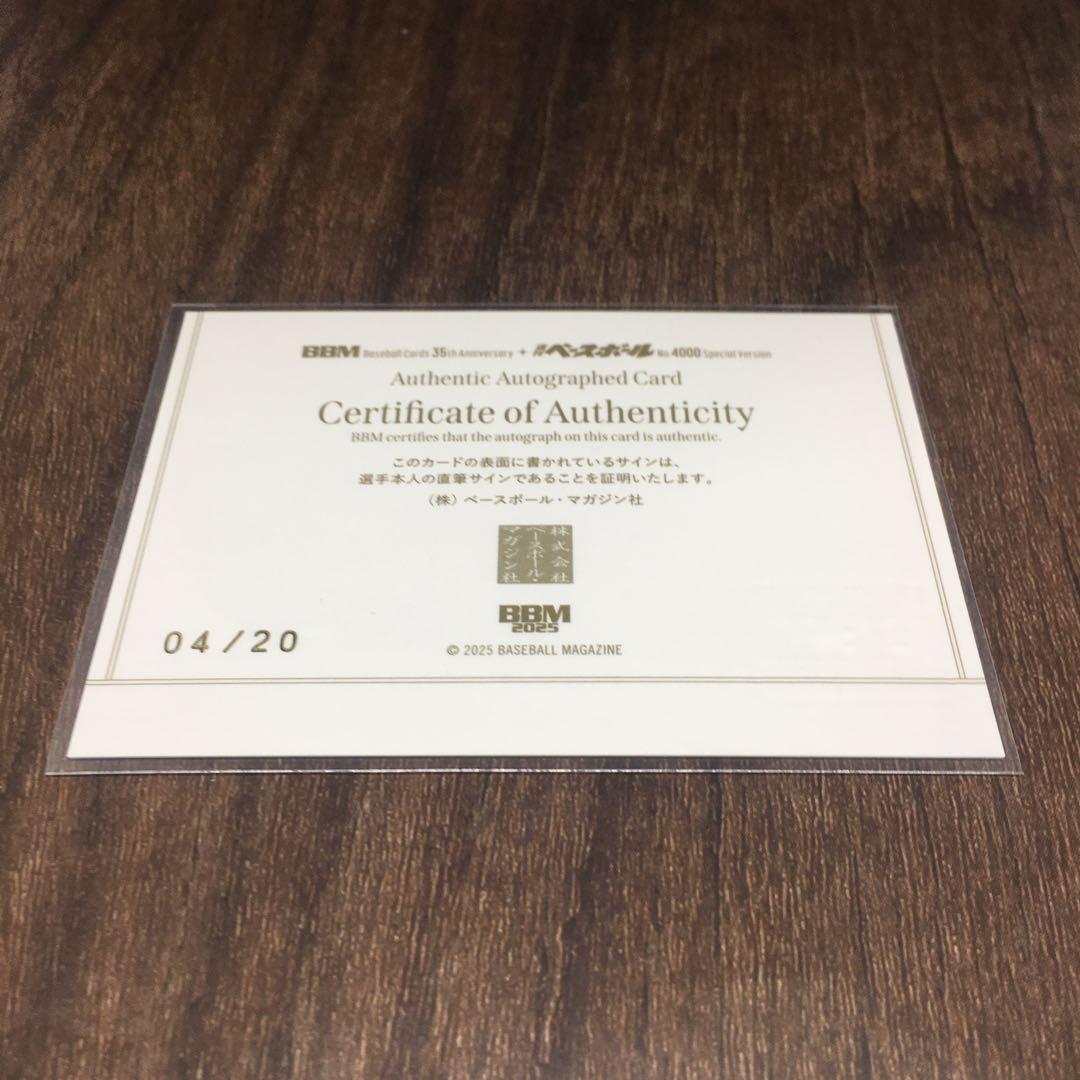 BBM Baseball Cards 35th Anniversary + 週刊ベースボール No.4000 Special Version
Authentic Autographed Card
Certificate of Authenticity
BBM certifies that the autograph on this card is authentic.
このカードの表面に書かれているサインは、
選手本人の直筆サインであることを証明いたします。
(株) ベースボール・マガジン社
株式会社
ベースボール・
マガジン社
BBM
2025
04/20
© 2025 BASEBALL MAGAZINE